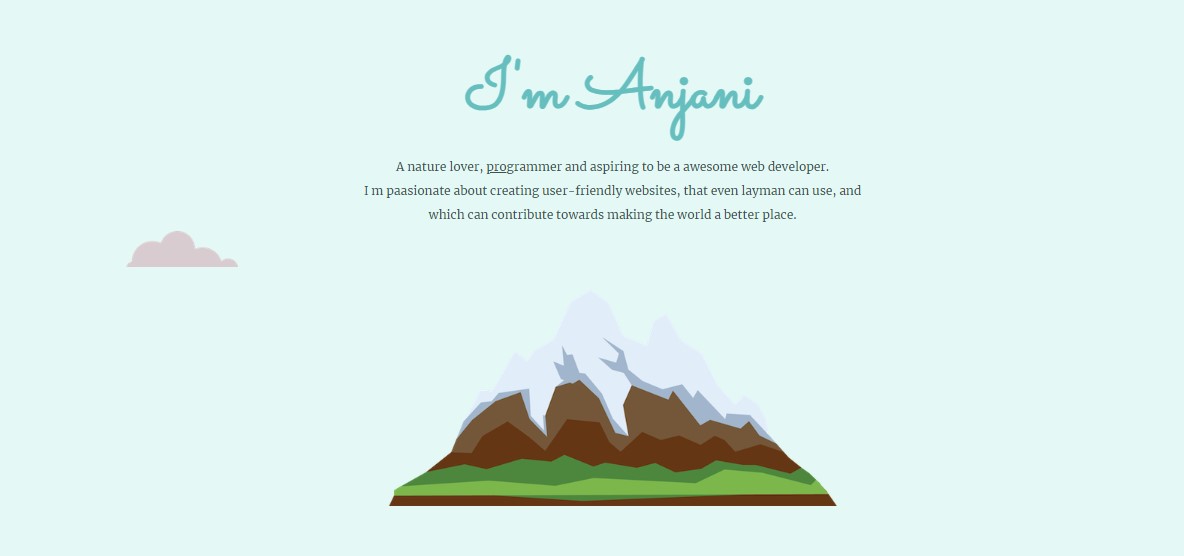 I'm Anjani
A nature lover, programmer and aspiring to be a awesome web developer.
I m paasionate about creating user-friendly websites, that even layman can use, and
which can contribute towards making the world a better place.